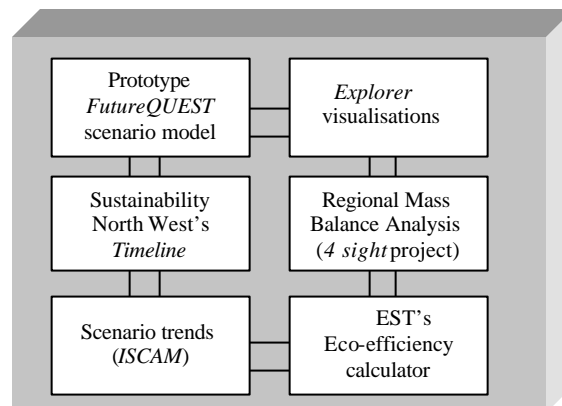 Prototype
FutureQUEST
scenario model
Explorer
visualisations
Sustainability
North West's
Timeline
Regional Mass
Balance Analysis
(4 sight project)
Scenario trends
(ISCAM)
EST's
Eco-efficiency
calculator